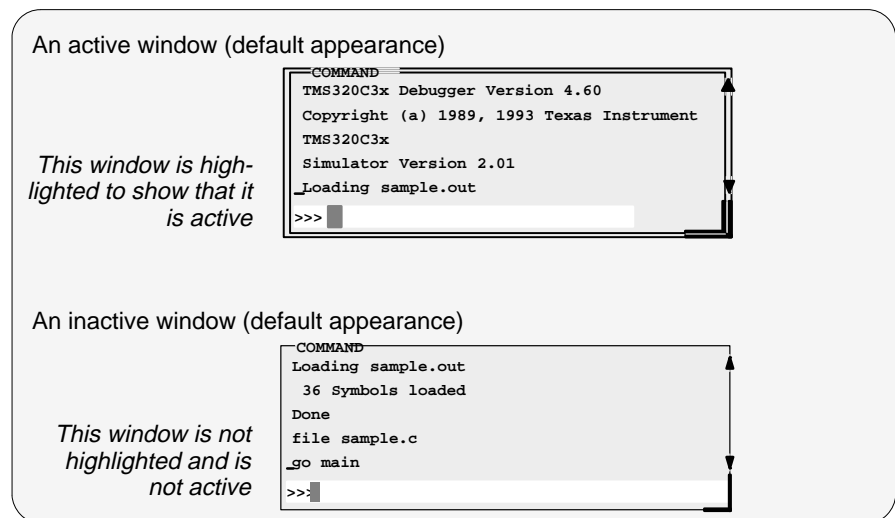 An active window (default appearance)
COMMAND
TMS320C3x Debugger Version 4.60
Copyright (a) 1989, 1993 Texas Instrument
TMS320C3x
Simulator Version 2.01
_Loading sample.out
>>>
This window is high-
lighted to show that it
is active
An inactive window (default appearance)
COMMAND
Loading sample.out
36 Symbols loaded
Done
file sample.c
_go main
>>>
This window is not
highlighted and is
not active